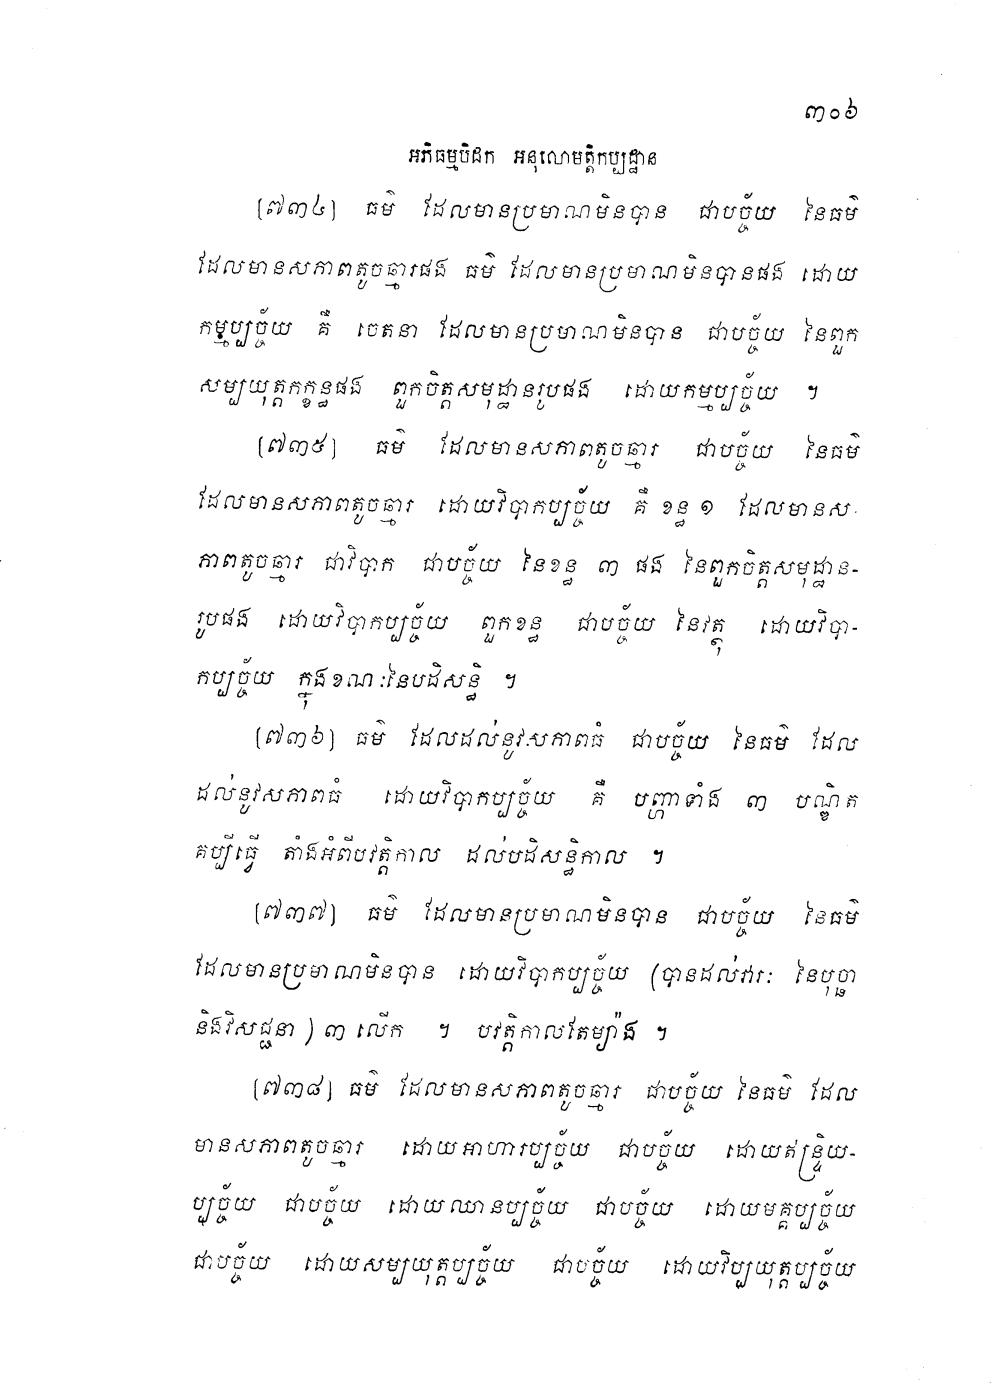 ៣០៦
អភិធម្មបិដក អនុលោមត្តិកប្បដ្ឋាន
[៧៣៤] ធម៌ ដែលមានប្រមាណមិនបាន ជាបច្ច័យ នៃធម៌
ដែលមានសភាពតូចឆ្មារផង ធម៌ ដែលមានប្រមាណមិនបានផង ដោយ
កម្មប្បច្ច័យ គឺ ចេតនា ដែលមានប្រមាណមិនបាន ជាបច្ច័យ នៃពួក
សម្បយុត្តកក្ខន្ធផង ពួកចិត្តសមុដ្ឋានរូបផង ដោយកម្មប្បច្ច័យ ។
[៧៣៥] ធម៌ ដែលមានសភាពតូចឆ្មារ ជាបច្ច័យ នៃធម៌
ដែលមានសភាពតូចឆ្មារ ដោយវិបាកប្បច្ច័យ គឺ ខន្ធ ១ ដែលមានស-
ភាពតូចឆ្មារ ជាវិបាក ជាបច្ច័យ នៃខន្ធ ៣ ផង នៃពួកចិត្តសមុដ្ឋាន-
រូបផង ដោយវិបាកប្បច្ច័យ ពួកខន្ធ ជាបច្ច័យ នៃវត្ថុ ដោយវិបា-
កប្បច្ច័យ ក្នុងខណៈនៃបដិសន្ធិ ។
[៧៣៦] ធម៌ ដែលដល់នូវសភាពធំ ជាបច្ច័យ នៃធម៌ ដែល
ដល់នូវសភាពធំ ដោយវិបាកប្បច្ច័យ គឺ បញ្ហាទាំង ៣ បណ្ឌិត
គប្បីធ្វើ តាំងអំពីបវត្តិកាល ដល់បដិសន្ធិកាល ។
[៧៣៧] ធម៌ ដែលមានប្រមាណមិនបាន ជាបច្ច័យ នៃធម៌
ដែលមានប្រមាណមិនបាន ដោយវិបាកប្បច្ច័យ (បានដល់វារៈ នៃបុច្ឆា
និងវិសជ្ជនា) ៣ លើក ។ បវត្តិកាលតែម្យ៉ាង ។
[៧៣៨] ធម៌ ដែលមានសភាពតូចឆ្មារ ជាបច្ច័យ នៃធម៌ ដែល
មានសភាពតូចឆ្មារ ដោយអាហារប្បច្ច័យ ជាបច្ច័យ ដោយឥន្ទ្រិយ-
ប្បច្ច័យ ជាបច្ច័យ ដោយឈានប្បច្ច័យ ជាបច្ច័យ ដោយមគ្គប្បច្ច័យ
ជាបច្ច័យ ដោយសម្បយុត្តប្បច្ច័យ ជាបច្ច័យ ដោយវិប្បយុត្តប្បច្ច័យ